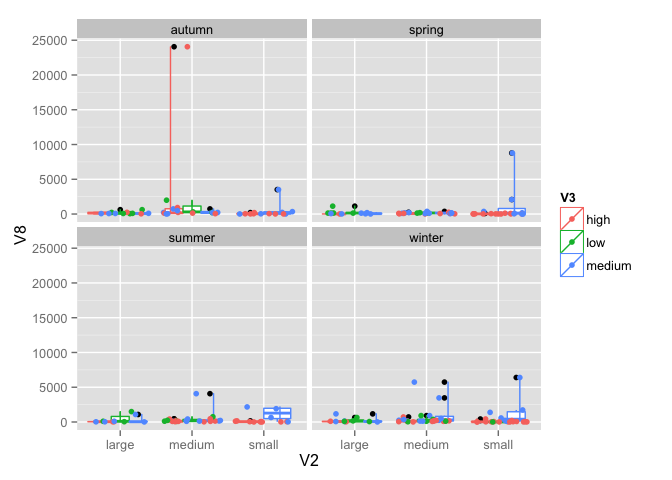 autumn spring
25000
20000
15000
10000
5000
0
summer winter
25000
20000
15000
10000
5000
0
large medium small large medium small
V2
V8
V3
high
low
medium